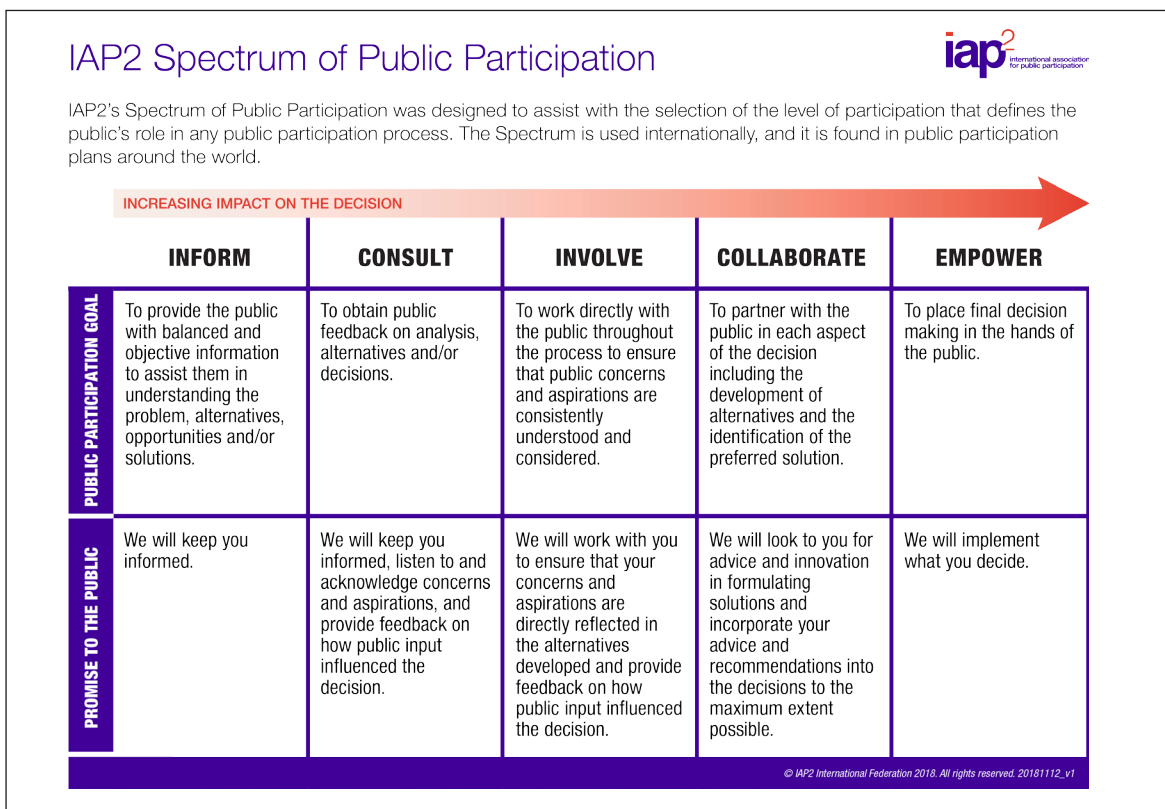 IAP2 Spectrum of Public Participation
iap2
international association
for public participation
IAP2’s Spectrum of Public Participation was designed to assist with the selection of the level of participation that defines the
public’s role in any public participation process. The Spectrum is used internationally, and it is found in public participation
plans around the world.
INCREASING IMPACT ON THE DECISION
INFORM
CONSULT
INVOLVE
COLLABORATE
EMPOWER
PUBLIC PARTICIPATION GOAL
To provide the public
with balanced and
objective information
to assist them in
understanding the
problem, alternatives,
opportunities and/or
solutions.
To obtain public
feedback on analysis,
alternatives and/or
decisions.
To work directly with
the public throughout
the process to ensure
that public concerns
and aspirations are
consistently
understood and
considered.
To partner with the
public in each aspect
of the decision
including the
development of
alternatives and the
identification of the
preferred solution.
To place final decision
making in the hands of
the public.
PROMISE TO THE PUBLIC
We will keep you
informed.
We will keep you
informed, listen to and
acknowledge concerns
and aspirations, and
provide feedback on
how public input
influenced the
decision.
We will work with you
to ensure that your
concerns and
aspirations are
directly reflected in
the alternatives
developed and provide
feedback on how
public input influenced
the decision.
We will look to you for
advice and innovation
in formulating
solutions and
incorporate your
advice and
recommendations into
the decisions to the
maximum extent
possible.
We will implement
what you decide.
© IAP2 International Federation 2018. All rights reserved. 20181112_v1